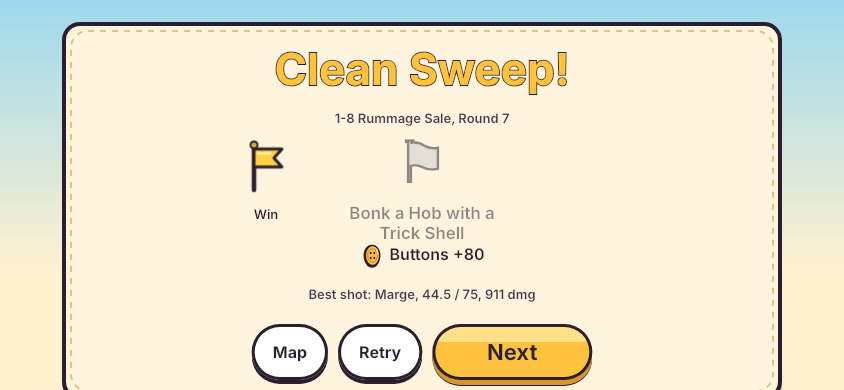 Clean Sweep!
1-8 Rummage Sale, Round 7
Win
Bonk a Hob with a
Trick Shell
Buttons +80
Best shot: Marge, 44.5 / 75, 911 dmg
Map
Retry
Next